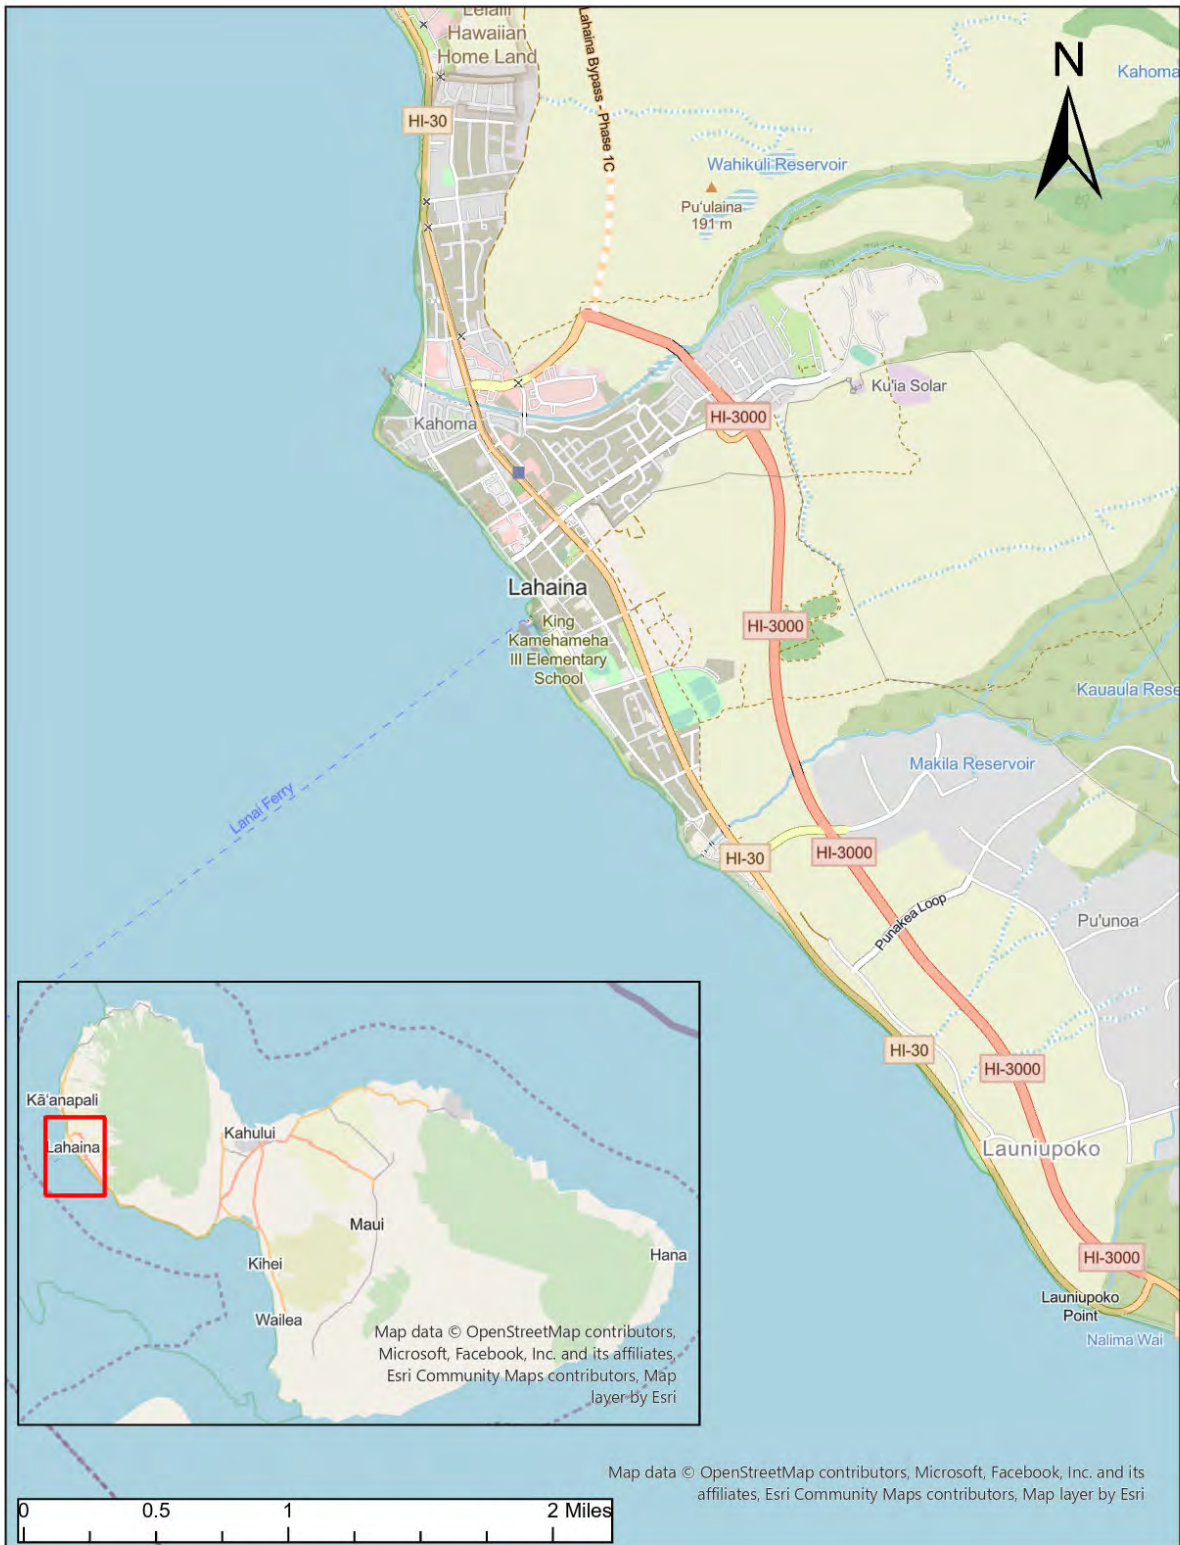 Leialii
Hawaiian
Home Land
N
Kahoma
HI-30
Lahaina Bypass - Phase 1C
Wahikuli Reservoir
Pu'ulaina
191 m
Ku'ia Solar
HI-3000
Kahoma
Lahaina
King
Kamehameha
III Elementary
School
HI-3000
Kauaula Rese
Makila Reservoir
Lanai Ferry
HI-30
HI-3000
Punakea Loop
Pu'unoa
HI-30
HI-3000
Launiupoko
HI-3000
Launiupoko
Point
Nalima Wai
Kā'anapali
Lahaina
Kahului
Maui
Kihei
Hana
Wailea
Map data © OpenStreetMap contributors,
Microsoft, Facebook, Inc. and its affiliates,
Esri Community Maps contributors, Map
layer by Esri
Map data © OpenStreetMap contributors, Microsoft, Facebook, Inc. and its
affiliates, Esri Community Maps contributors, Map layer by Esri
0 0.5 1 2 Miles